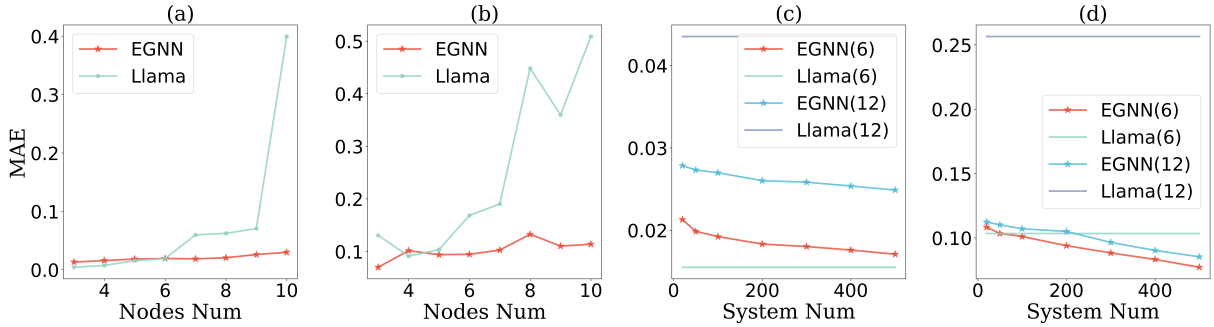 (a)
MAE
0.4
0.3
0.2
0.1
0.0
EGNN
Llama
4
6
8
10
Nodes Num
(b)
0.5
0.4
0.3
0.2
0.1
EGNN
Llama
4
6
8
10
Nodes Num
(c)
0.04
0.03
0.02
EGNN(6)
Llama(6)
EGNN(12)
Llama(12)
0
200
400
System Num
(d)
0.25
0.20
0.15
0.10
EGNN(6)
Llama(6)
EGNN(12)
Llama(12)
0
200
400
System Num